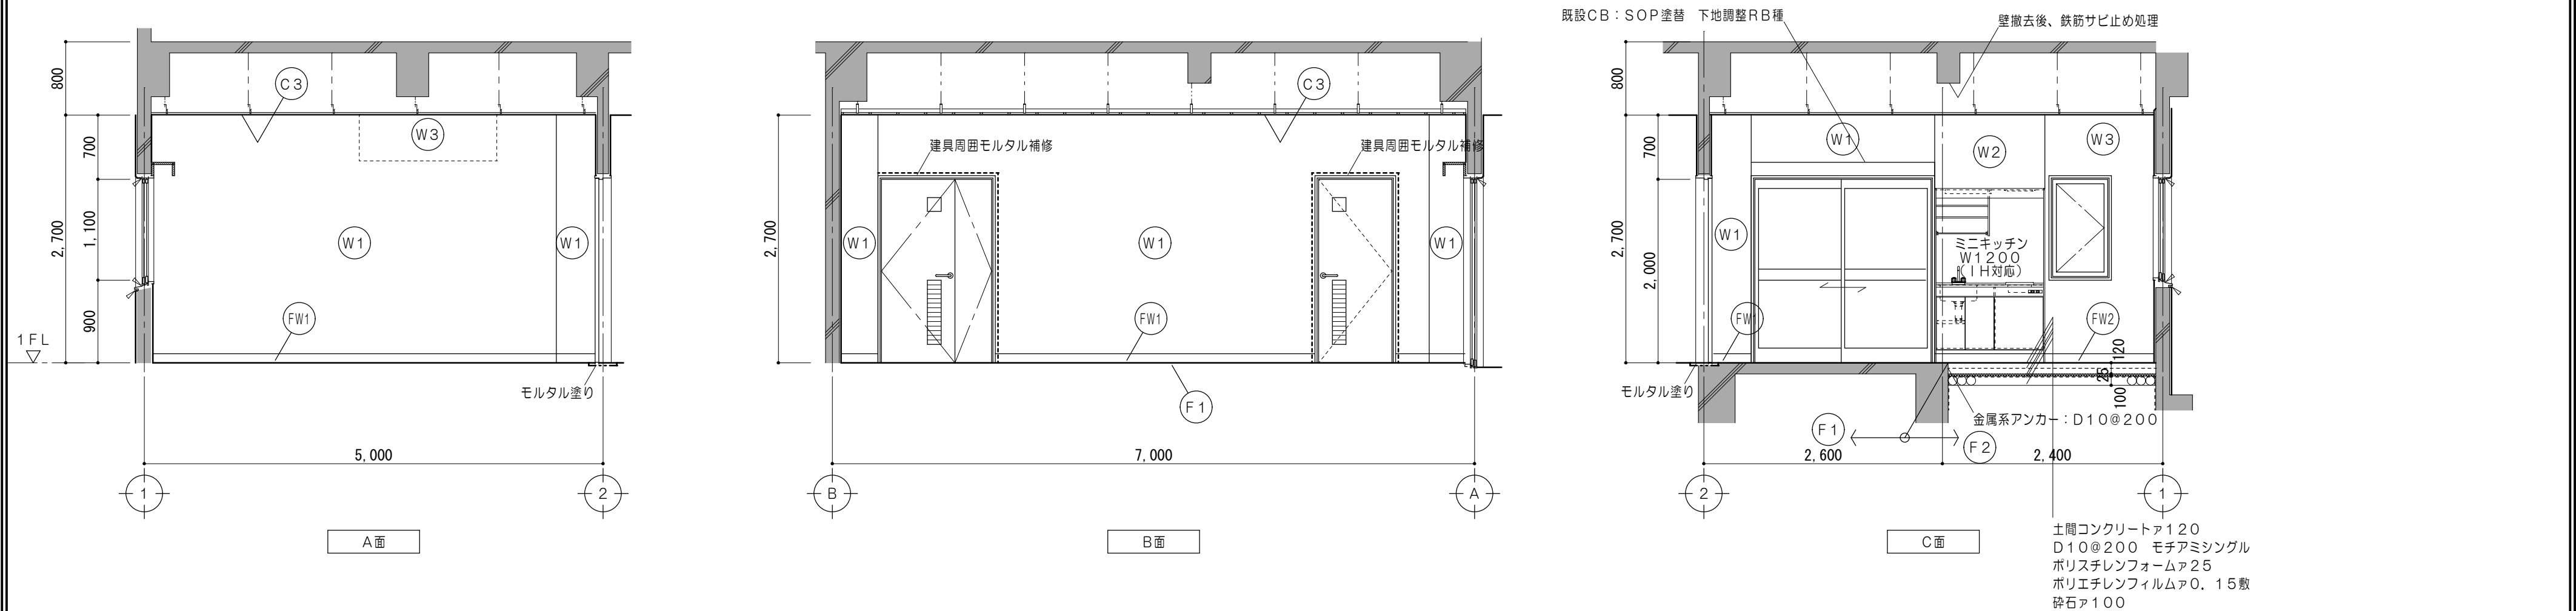 800
700
2,700
1,100
900
1FL
C3
W3
W1
W1
FW1
モルタル塗り
5,000
1
2
A面
2,700
C3
建具周囲モルタル補修
建具周囲モルタル補修
W1
W1
W1
FW1
F1
7,000
B
A
B面
既設CB:SOP塗替 下地調整RB種
壁撤去後、鉄筋サビ止め処理
800
700
2,700
2,000
W1
W2
W3
W1
ミニキッチン
W1200
(IH対応)
FW1
FW2
120
25
100
モルタル塗り
金属系アンカー:D10@200
F1
F2
2,600
2,400
2
1
C面
土間コンクリートァ120
D10@200 モチアミシングル
ポリスチレンフォームァ25
ポリエチレンフィルムァ0.15敷
砕石ァ100